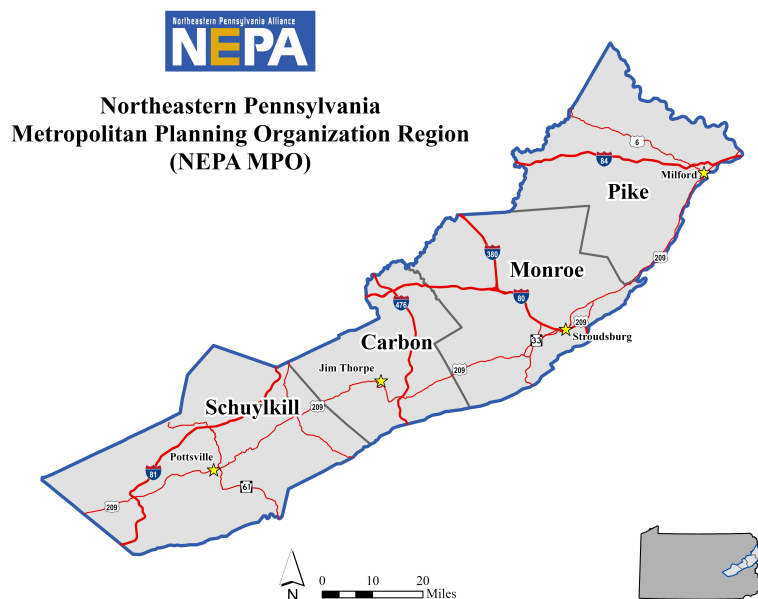 Northeastern Pennsylvania Alliance
NEPA
Northeastern Pennsylvania
Metropolitan Planning Organization Region
(NEPA MPO)
6
84
Milford
Pike
209
380
Monroe
80
476
209
33
Stroudsburg
Carbon
209
Jim Thorpe
Schuylkill
209
Pottsville
81
61
209
N
0 10 20
Miles